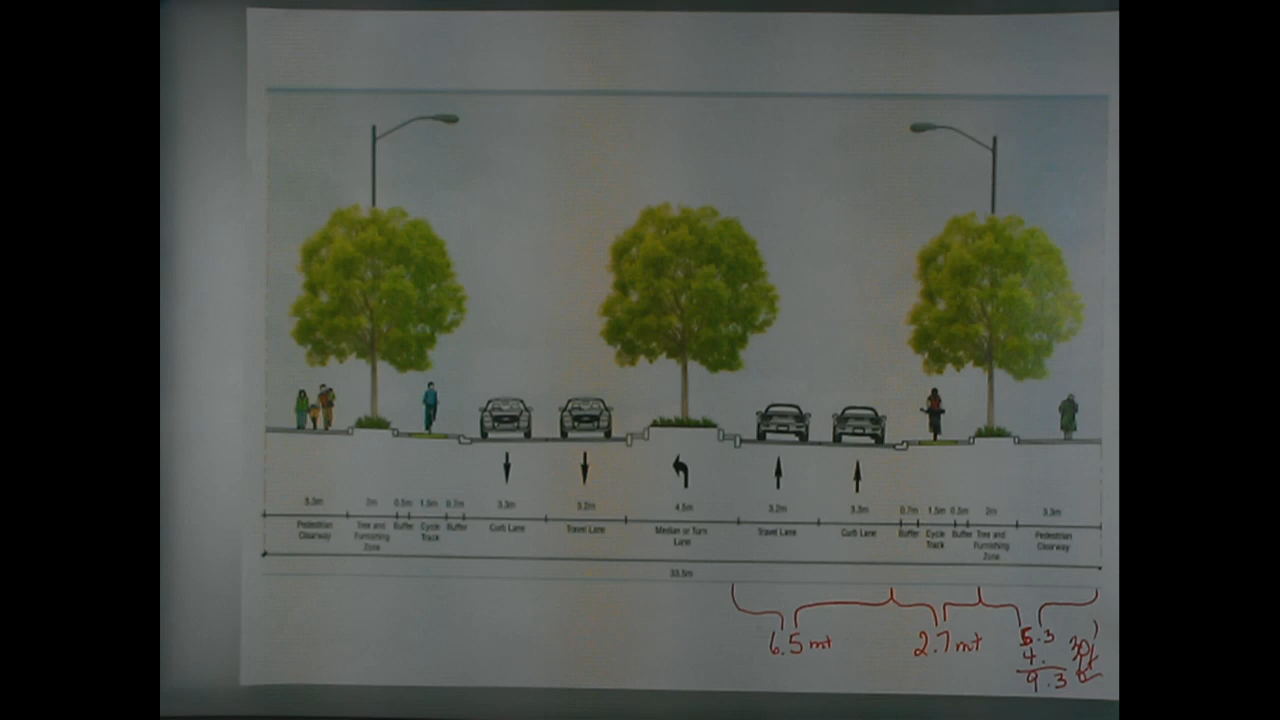 3.3m 2m 0.5m 1.5m 0.7m 3.3m 3.2m 4.5m 3.2m 3.3m 0.7m 1.5m 0.5m 2m 3.3m
Pedestrian Clearway
Tree and Furnishing Zone
Buffer
Cycle Track
Buffer
Curb Lane
Travel Lane
Median or Turn Lane
Travel Lane
Curb Lane
Buffer
Cycle Track
Buffer
Tree and Furnishing Zone
Pedestrian Clearway
33.5m
6.5 mt
2.7 mt
5.3
4.
9.3